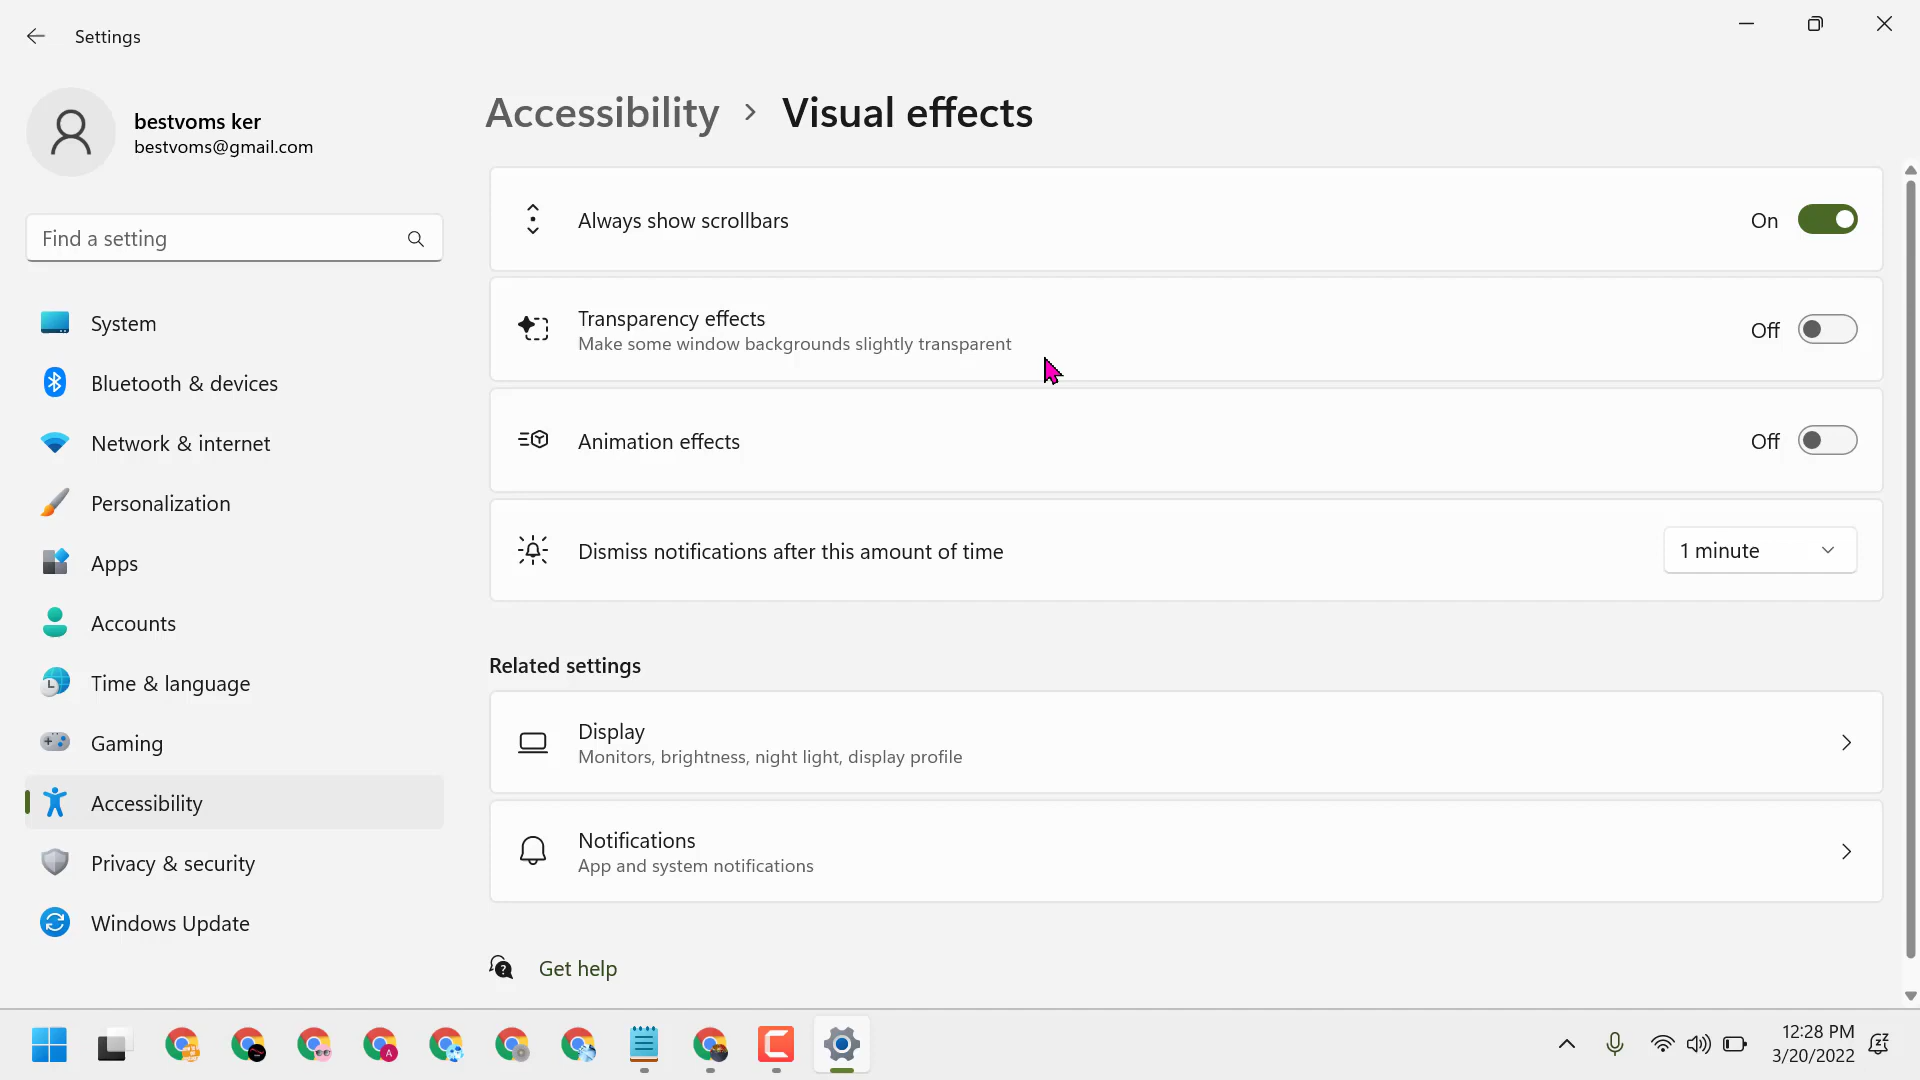 Settings
bestvoms ker
bestvoms@gmail.com
Find a setting
System
Bluetooth & devices
Network & internet
Personalization
Apps
Accounts
Time & language
Gaming
Accessibility
Privacy & security
Windows Update
Accessibility > Visual effects
Always show scrollbars
On
Transparency effects
Make some window backgrounds slightly transparent
Off
Animation effects
Off
Dismiss notifications after this amount of time
1 minute
Related settings
Display
Monitors, brightness, night light, display profile
Notifications
App and system notifications
Get help
A
12:28 PM
3/20/2022